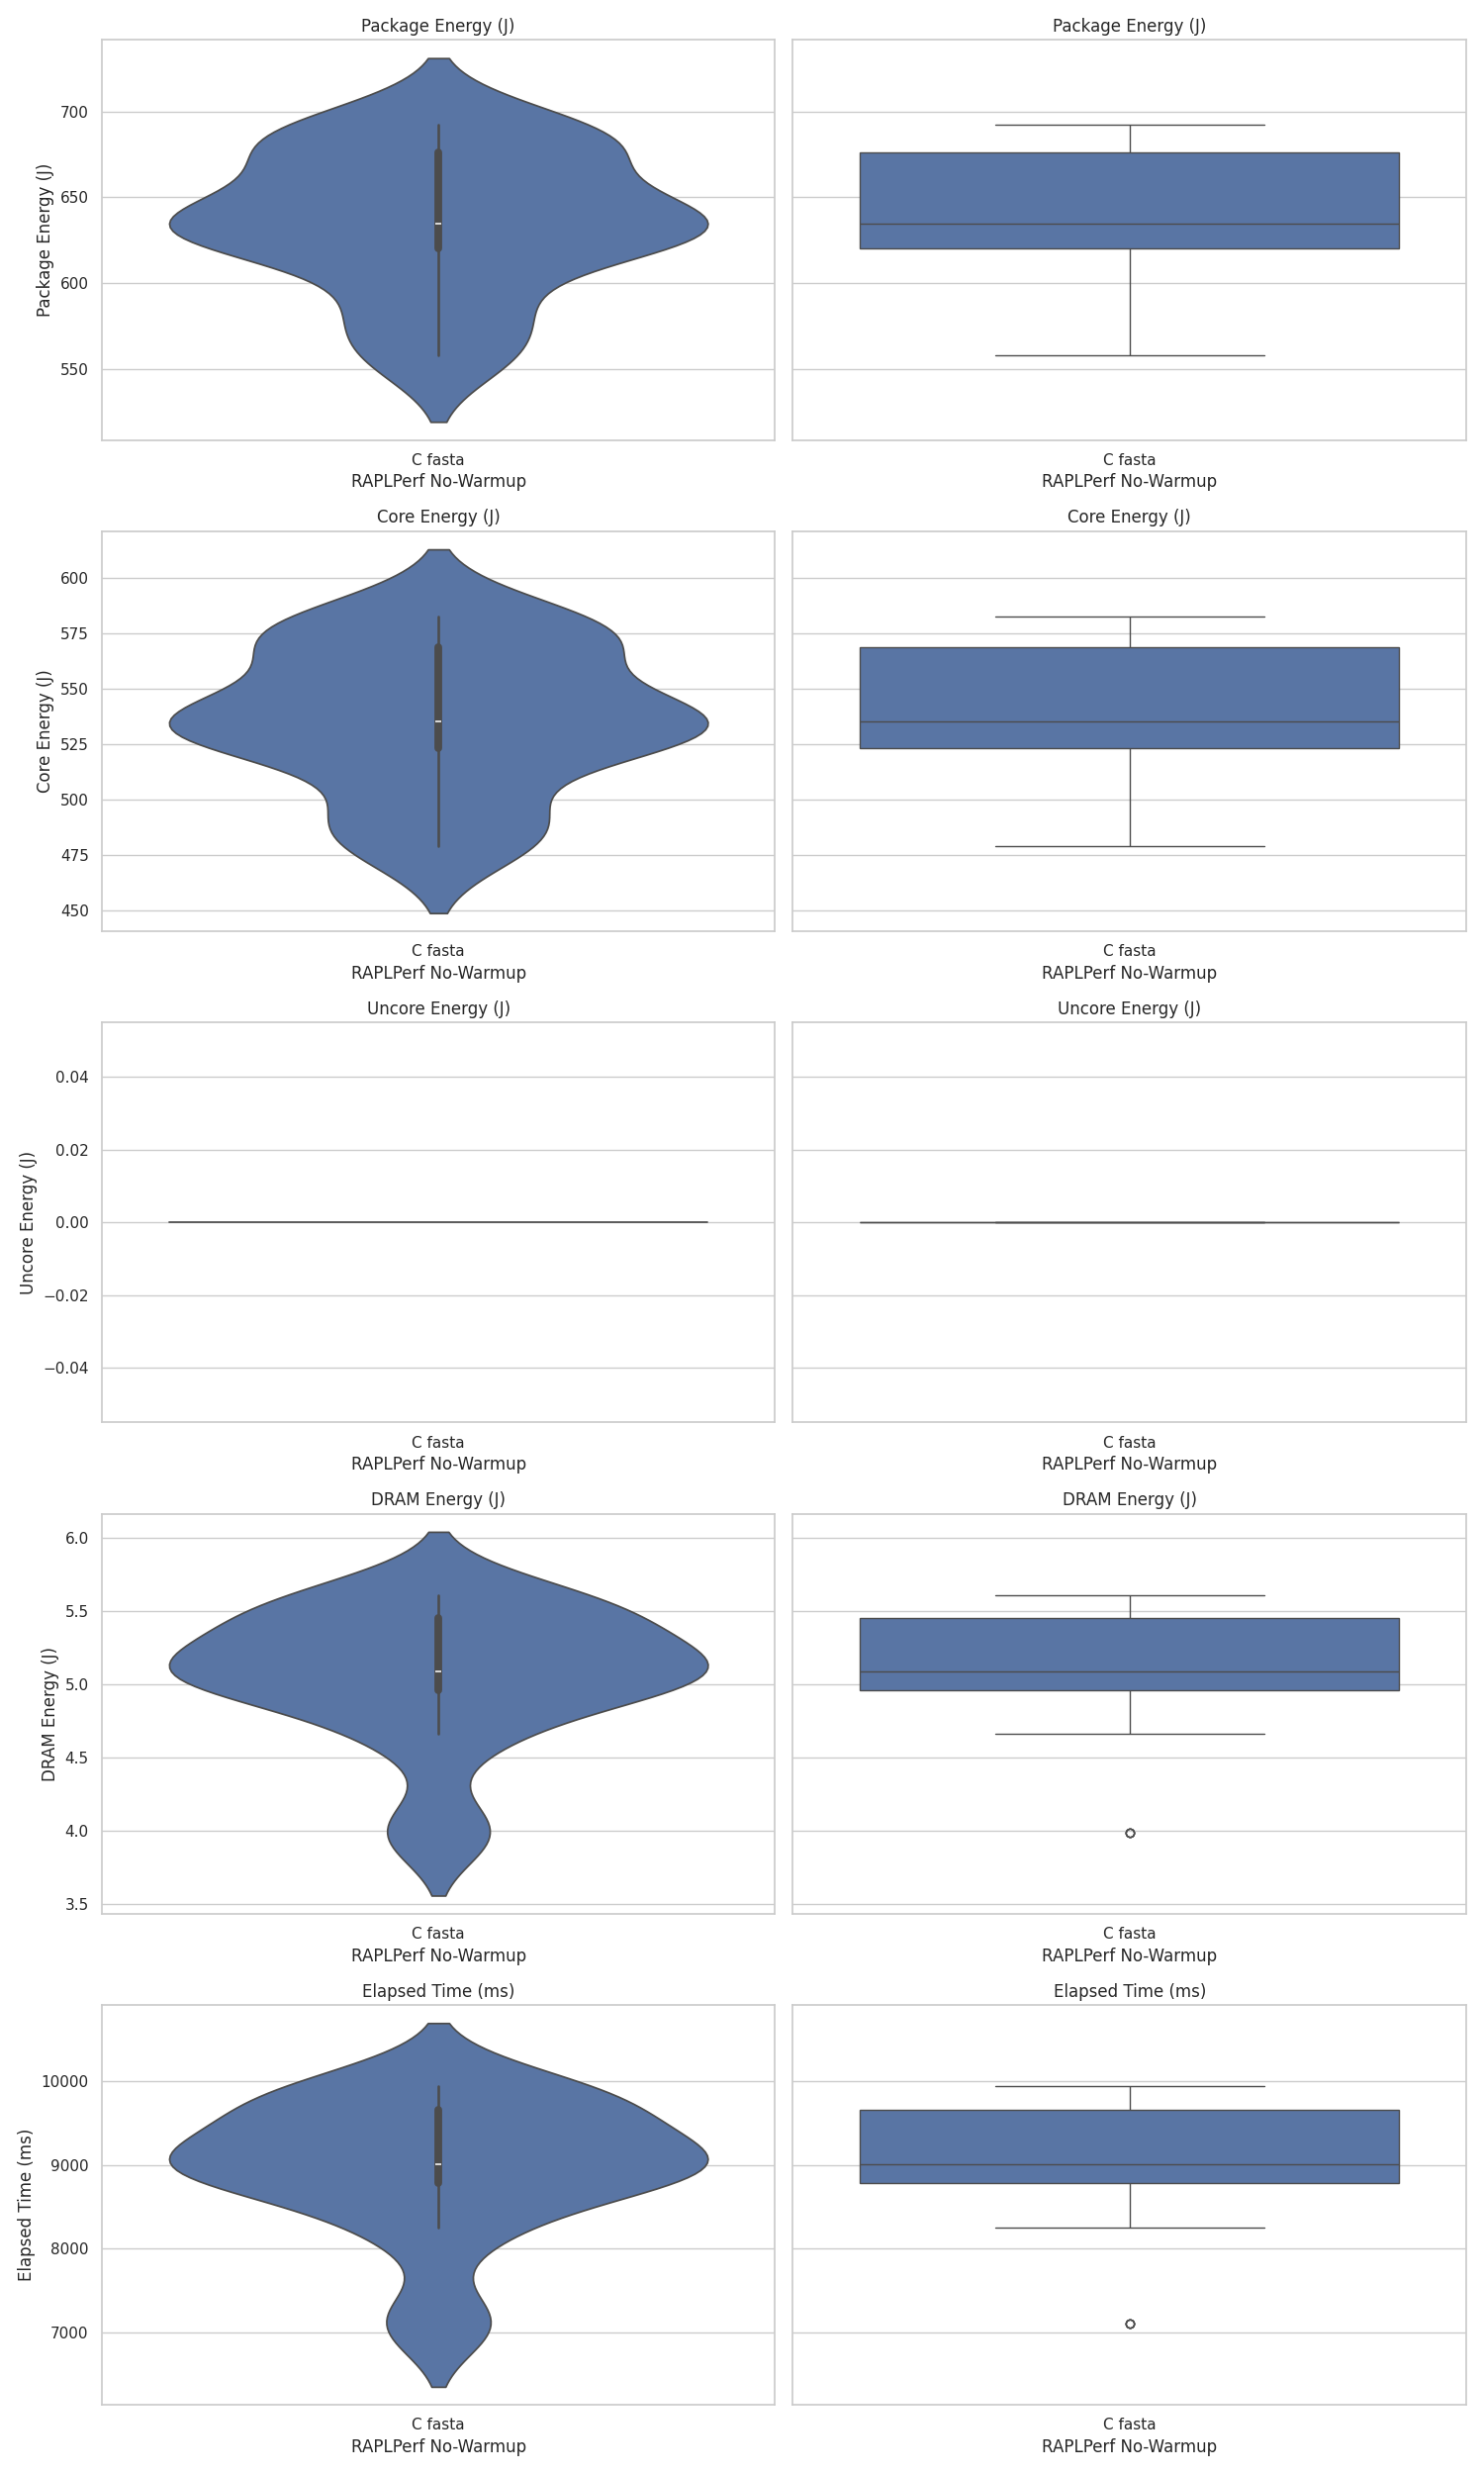 Package Energy (J)
Package Energy (J)
Package Energy (J)
700
650
600
550
C fasta
C fasta
RAPLPerf No-Warmup
RAPLPerf No-Warmup
Core Energy (J)
Core Energy (J)
Core Energy (J)
600
575
550
525
500
475
450
C fasta
C fasta
RAPLPerf No-Warmup
RAPLPerf No-Warmup
Uncore Energy (J)
Uncore Energy (J)
Uncore Energy (J)
0.04
0.02
0.00
−0.02
−0.04
C fasta
C fasta
RAPLPerf No-Warmup
RAPLPerf No-Warmup
DRAM Energy (J)
DRAM Energy (J)
DRAM Energy (J)
6.0
5.5
5.0
4.5
4.0
3.5
C fasta
C fasta
RAPLPerf No-Warmup
RAPLPerf No-Warmup
Elapsed Time (ms)
Elapsed Time (ms)
Elapsed Time (ms)
10000
9000
8000
7000
C fasta
C fasta
RAPLPerf No-Warmup
RAPLPerf No-Warmup